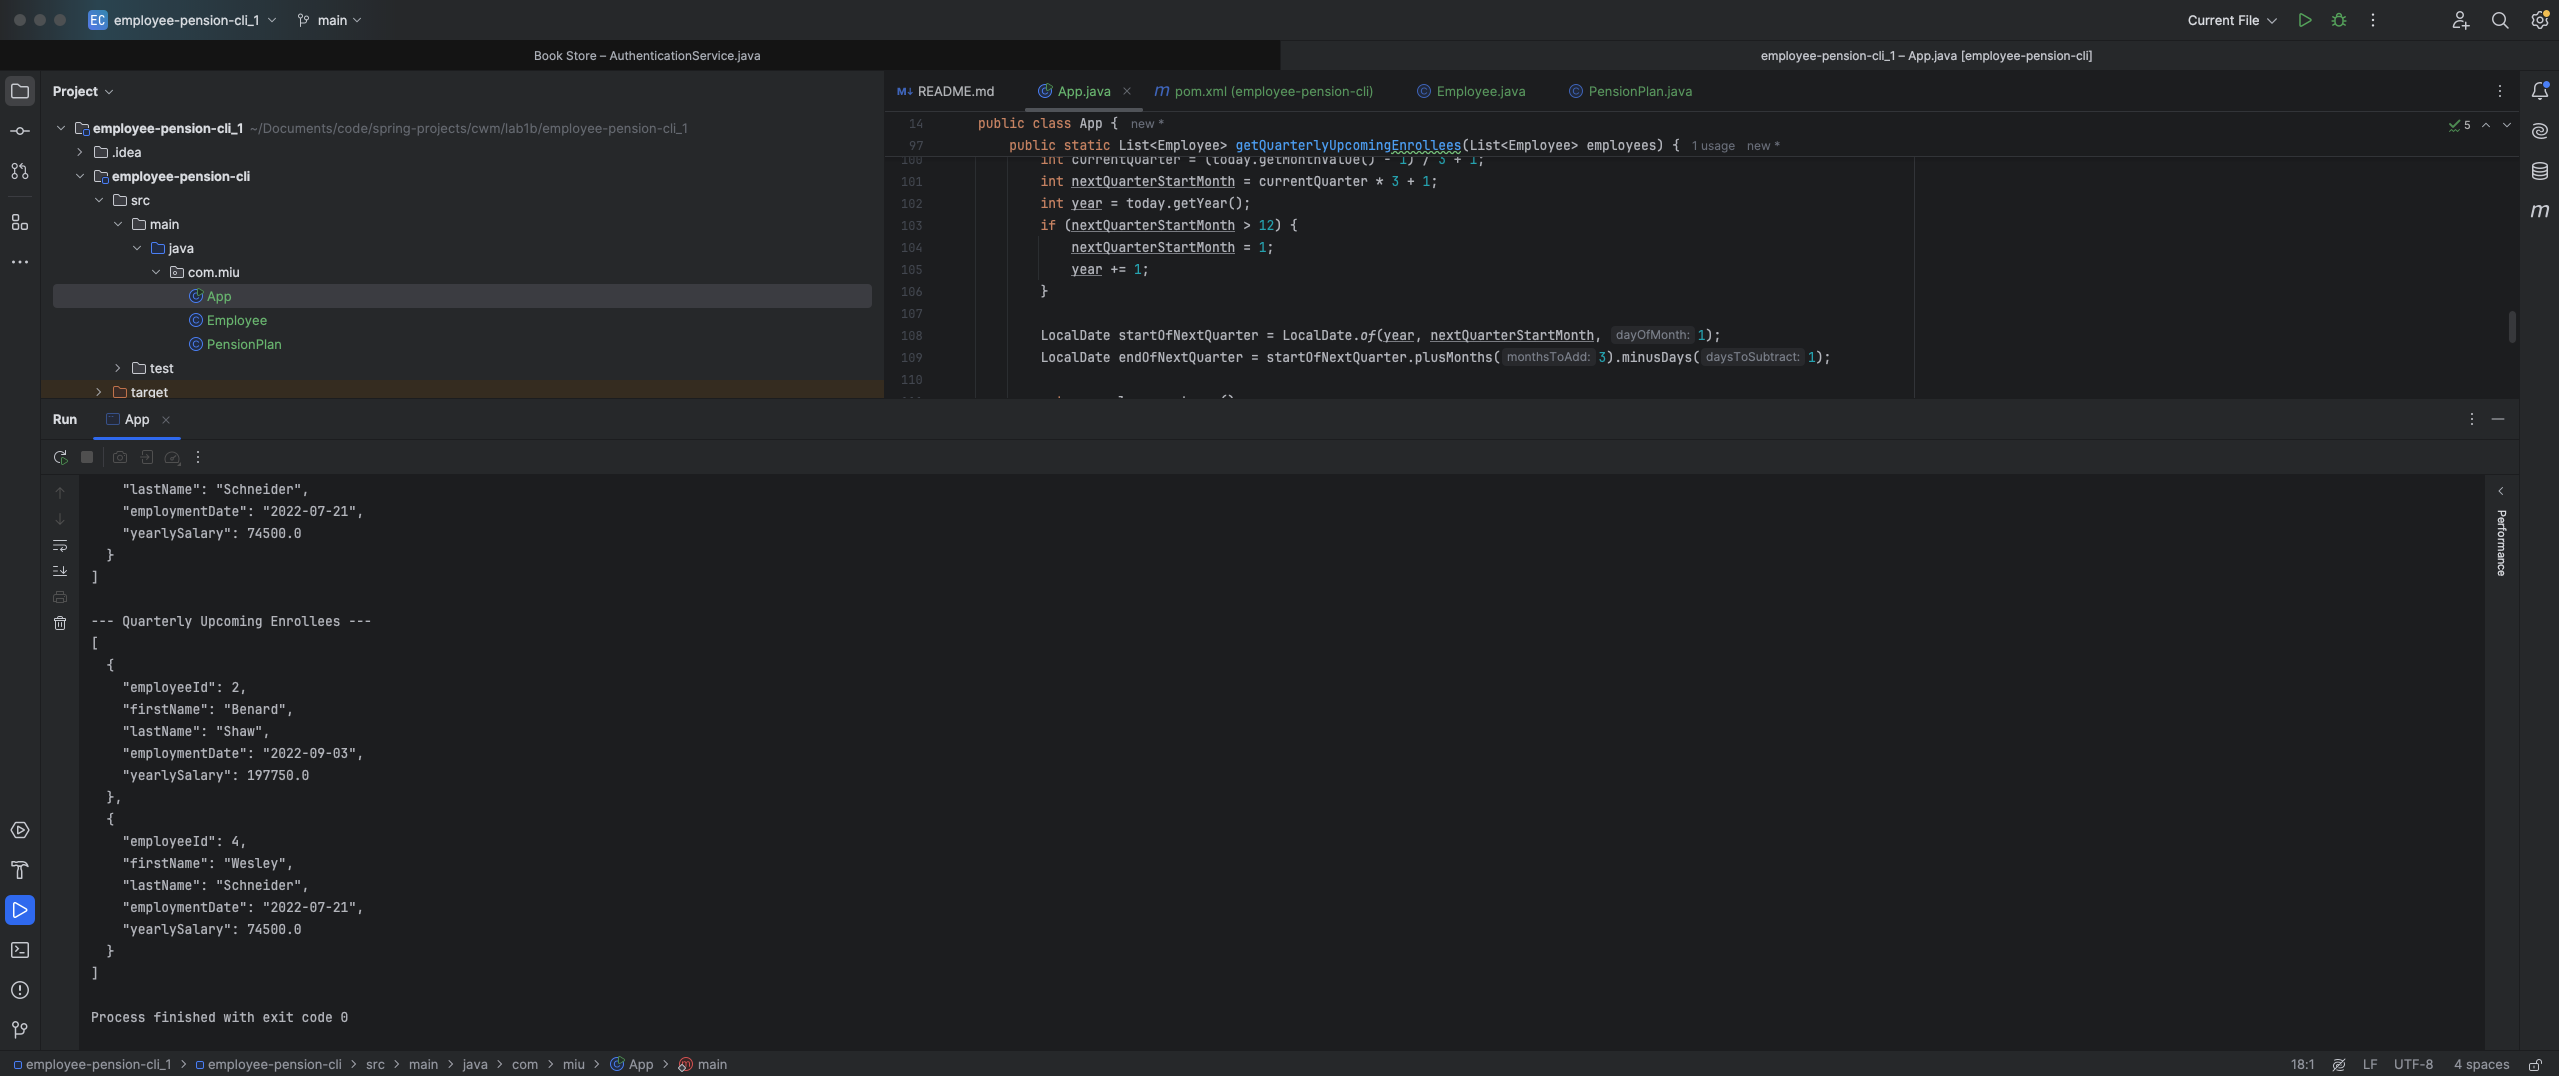 EC employee-pension-cli_1 main Current File
Book Store – AuthenticationService.java employee-pension-cli_1 – App.java [employee-pension-cli]
Project
employee-pension-cli_1 ~/Documents/code/spring-projects/cwm/lab1b/employee-pension-cli_1
.idea
employee-pension-cli
src
main
java
com.miu
App
Employee
PensionPlan
test
target
M↓ README.md App.java m pom.xml (employee-pension-cli) Employee.java PensionPlan.java
14 public class App { new *
97 public static List<Employee> getQuarterlyUpcomingEnrollees(List<Employee> employees) { 1 usage new *
5
100 int currentQuarter = (today.getMonthValue() - 1) / 3 + 1;
101 int nextQuarterStartMonth = currentQuarter * 3 + 1;
102 int year = today.getYear();
103 if (nextQuarterStartMonth > 12) {
104 nextQuarterStartMonth = 1;
105 year += 1;
106 }
107
108 LocalDate startOfNextQuarter = LocalDate.of(year, nextQuarterStartMonth, dayOfMonth: 1);
109 LocalDate endOfNextQuarter = startOfNextQuarter.plusMonths( monthsToAdd: 3).minusDays( daysToSubtract: 1);
110
m
Run App
"lastName": "Schneider",
"employmentDate": "2022-07-21",
"yearlySalary": 74500.0
}
]
--- Quarterly Upcoming Enrollees ---
[
{
"employeeId": 2,
"firstName": "Benard",
"lastName": "Shaw",
"employmentDate": "2022-09-03",
"yearlySalary": 197750.0
},
{
"employeeId": 4,
"firstName": "Wesley",
"lastName": "Schneider",
"employmentDate": "2022-07-21",
"yearlySalary": 74500.0
}
]
Process finished with exit code 0
Performance
employee-pension-cli_1 > employee-pension-cli > src > main > java > com > miu > App > main 18:1 LF UTF-8 4 spaces